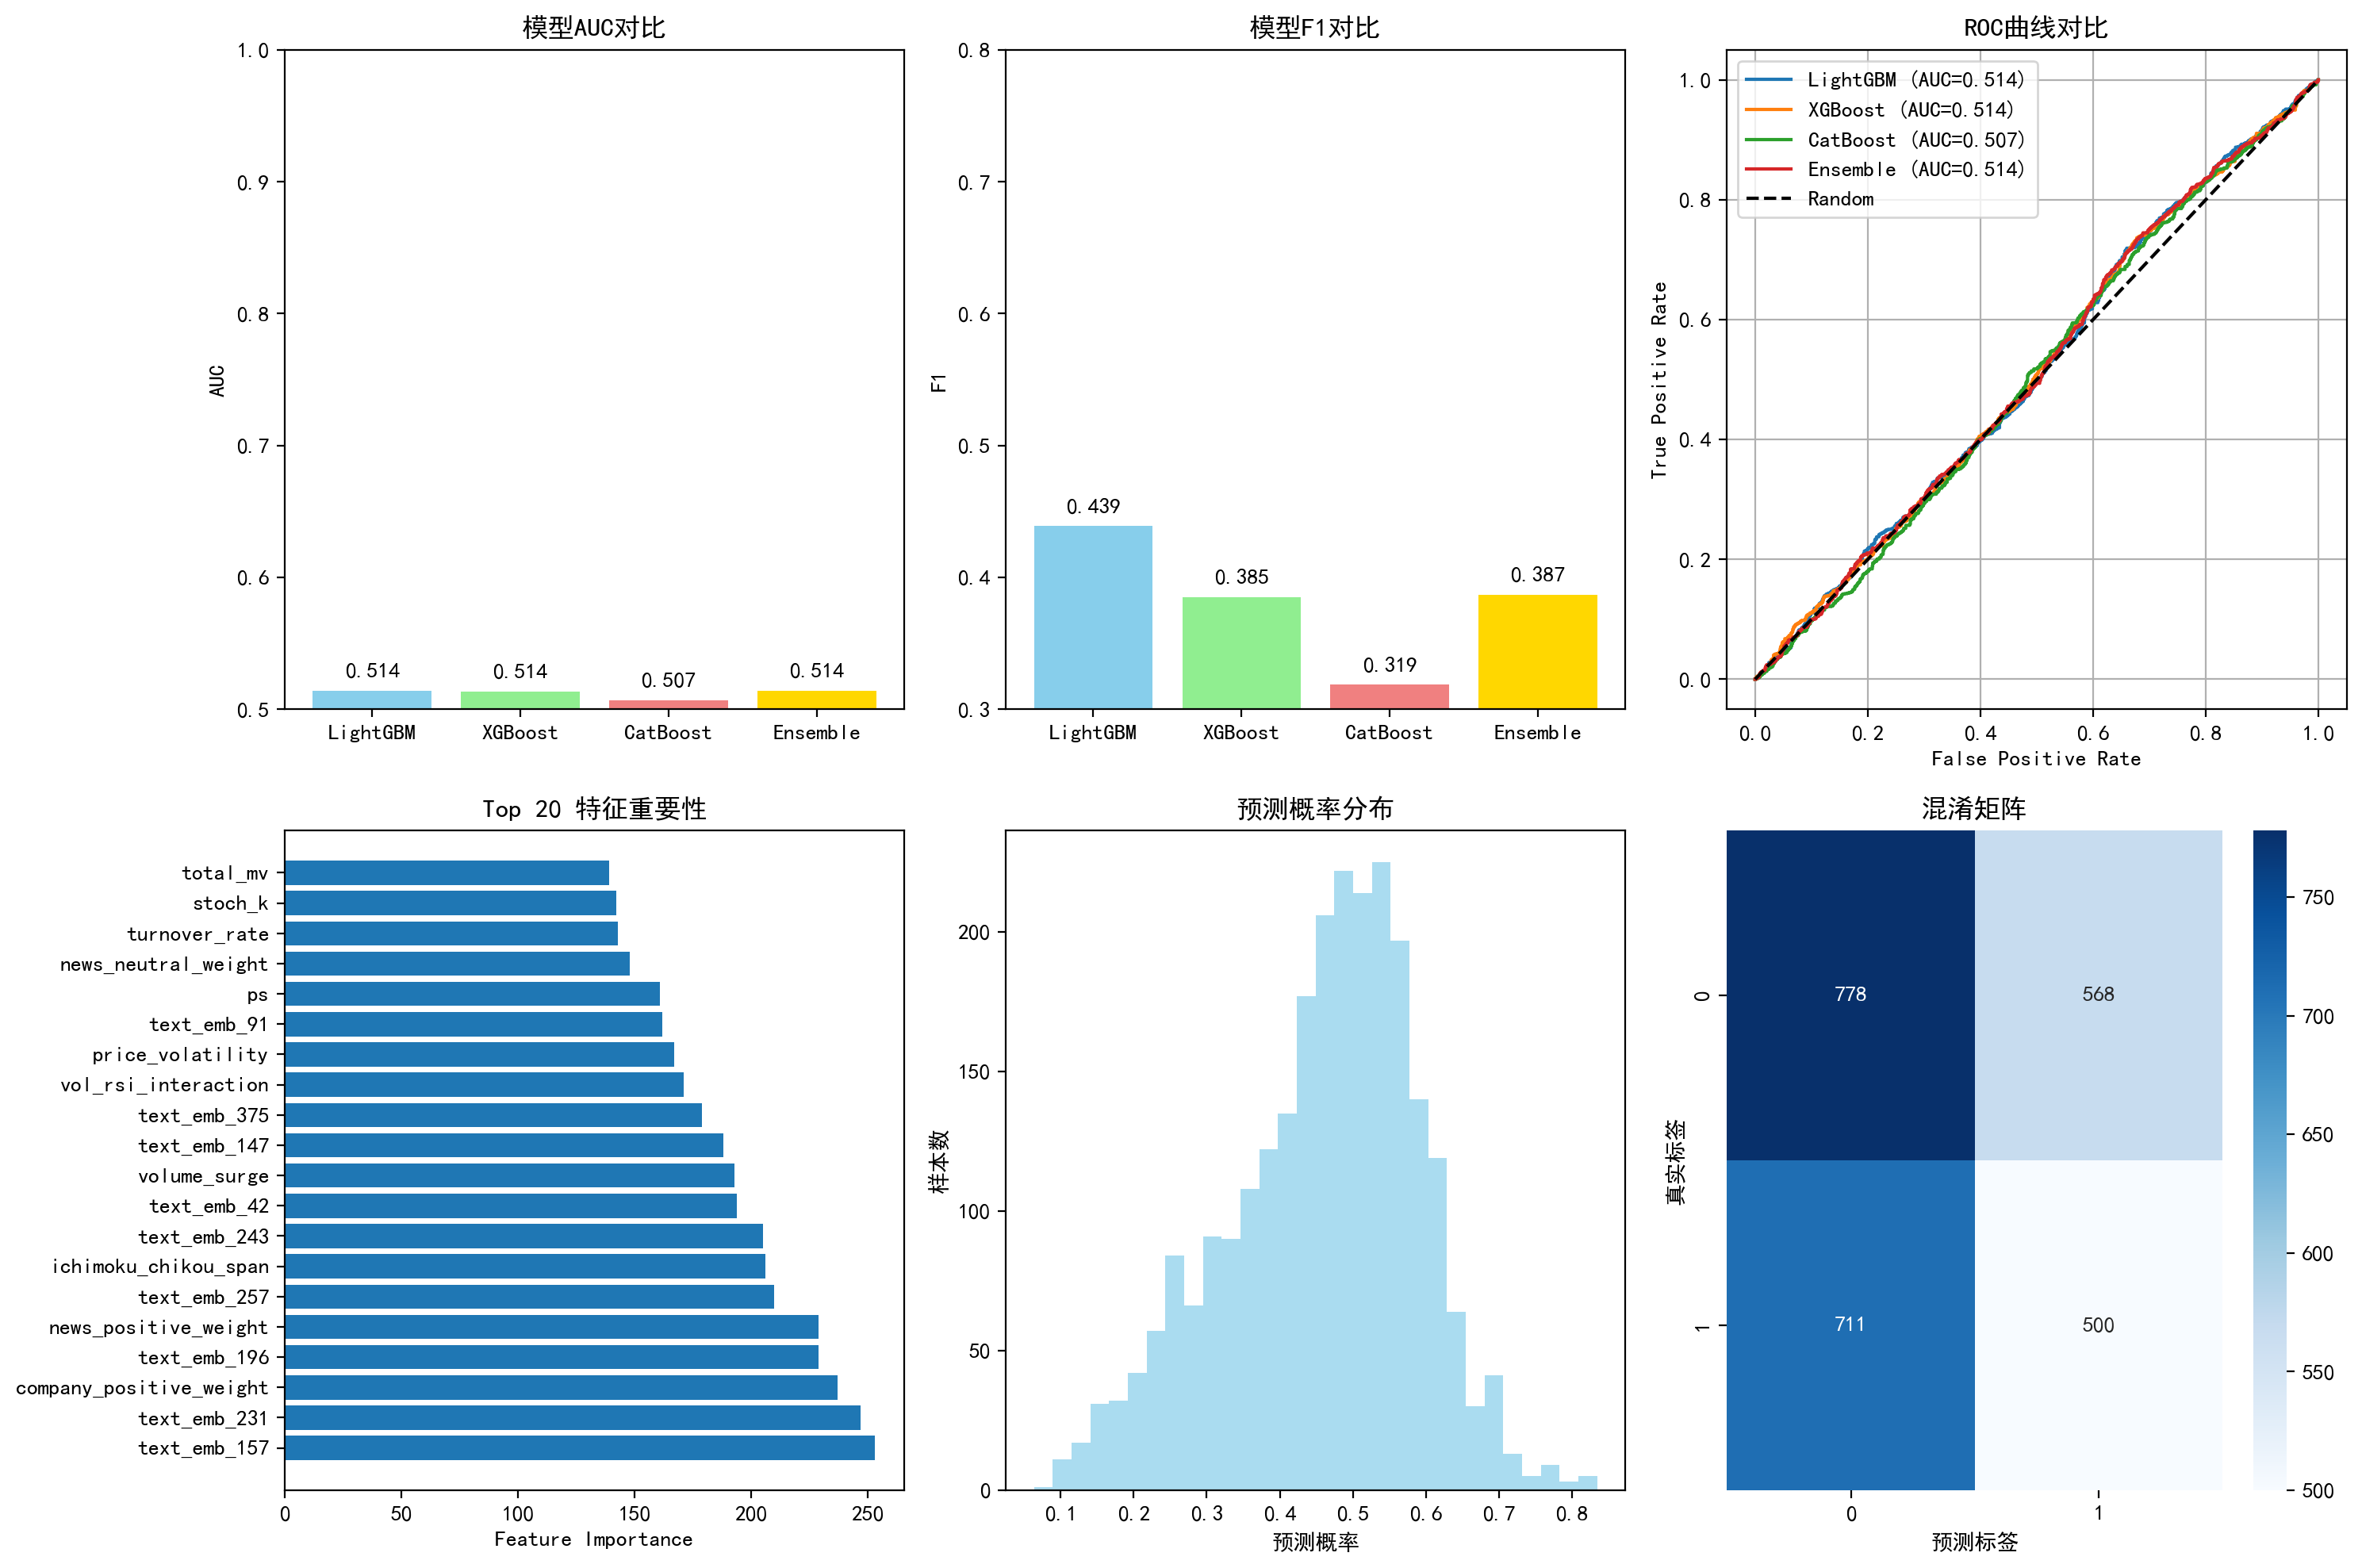 模型AUC对比
1.0
0.9
0.8
0.7
0.6
0.5
AUC
0.514
0.514
0.507
0.514
LightGBM
XGBoost
CatBoost
Ensemble
模型F1对比
0.8
0.7
0.6
0.5
0.4
0.3
F1
0.439
0.385
0.319
0.387
LightGBM
XGBoost
CatBoost
Ensemble
ROC曲线对比
LightGBM (AUC=0.514)
XGBoost (AUC=0.514)
CatBoost (AUC=0.507)
Ensemble (AUC=0.514)
Random
1.0
0.8
0.6
0.4
0.2
0.0
True Positive Rate
0.0
0.2
0.4
0.6
0.8
1.0
False Positive Rate
Top 20 特征重要性
total_mv
stoch_k
turnover_rate
news_neutral_weight
ps
text_emb_91
price_volatility
vol_rsi_interaction
text_emb_375
text_emb_147
volume_surge
text_emb_42
text_emb_243
ichimoku_chikou_span
text_emb_257
news_positive_weight
text_emb_196
company_positive_weight
text_emb_231
text_emb_157
0
50
100
150
200
250
Feature Importance
预测概率分布
200
150
100
50
0
样本数
0.1
0.2
0.3
0.4
0.5
0.6
0.7
0.8
预测概率
混淆矩阵
778
568
711
500
0
1
真实标签
0
1
预测标签
750
700
650
600
550
500